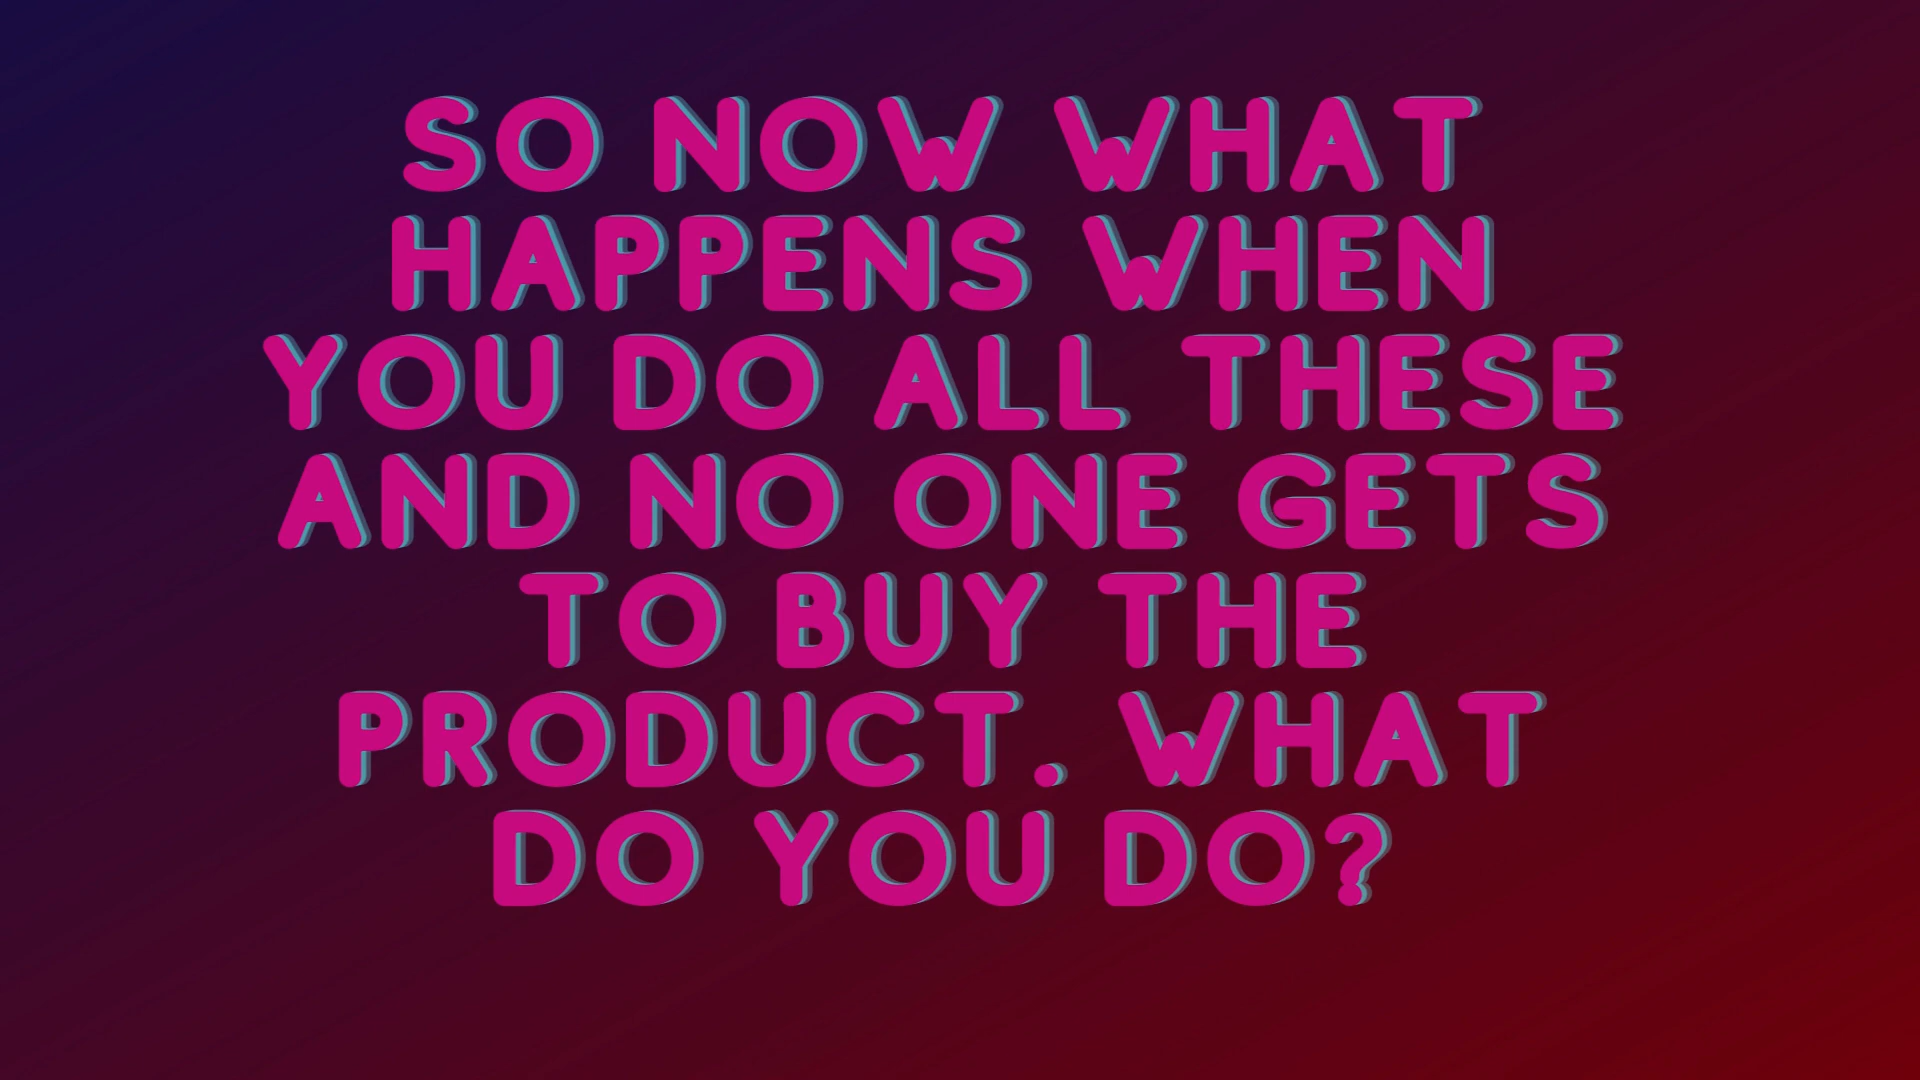 SO NOW WHAT
HAPPENS WHEN
YOU DO ALL THESE
AND NO ONE GETS
TO BUY THE
PRODUCT. WHAT
DO YOU DO?